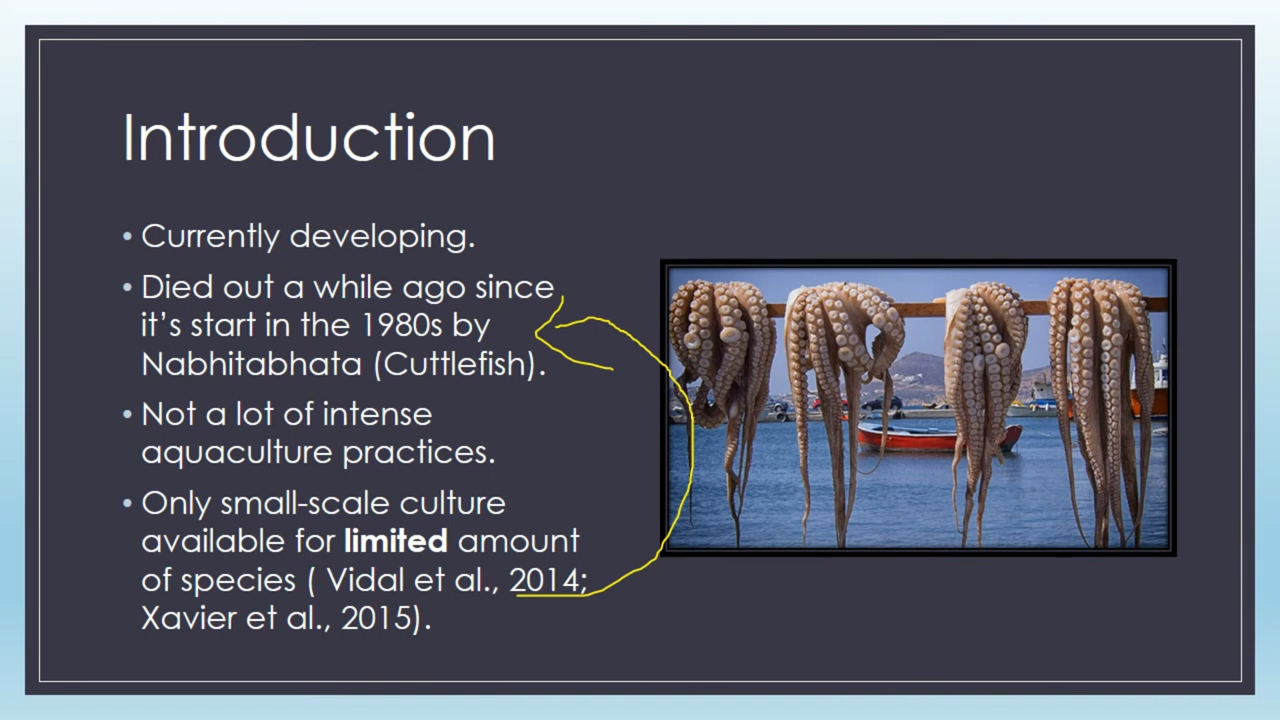 Introduction
• Currently developing.
• Died out a while ago since
it's start in the 1980s by
Nabhitabhata (Cuttlefish).
• Not a lot of intense
aquaculture practices.
• Only small-scale culture
available for limited amount
of species ( Vidal et al., 2014;
Xavier et al., 2015).